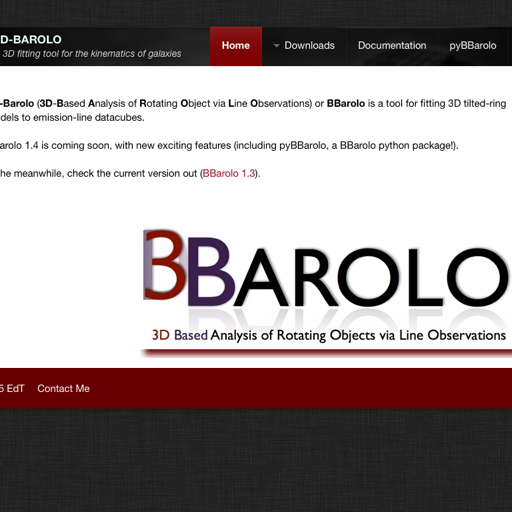 D-BAROLO
3D fitting tool for the kinematics of galaxies
Home
Downloads
Documentation
pyBBarolo
-Barolo (3D-Based Analysis of Rotating Object via Line Observations) or BBarolo is a tool for fitting 3D tilted-ring
dels to emission-line datacubes.
arolo 1.4 is coming soon, with new exciting features (including pyBBarolo, a BBarolo python package!).
he meanwhile, check the current version out (BBarolo 1.3).
3BAROLO
3D Based Analysis of Rotating Objects via Line Observations
5 EdT
Contact Me